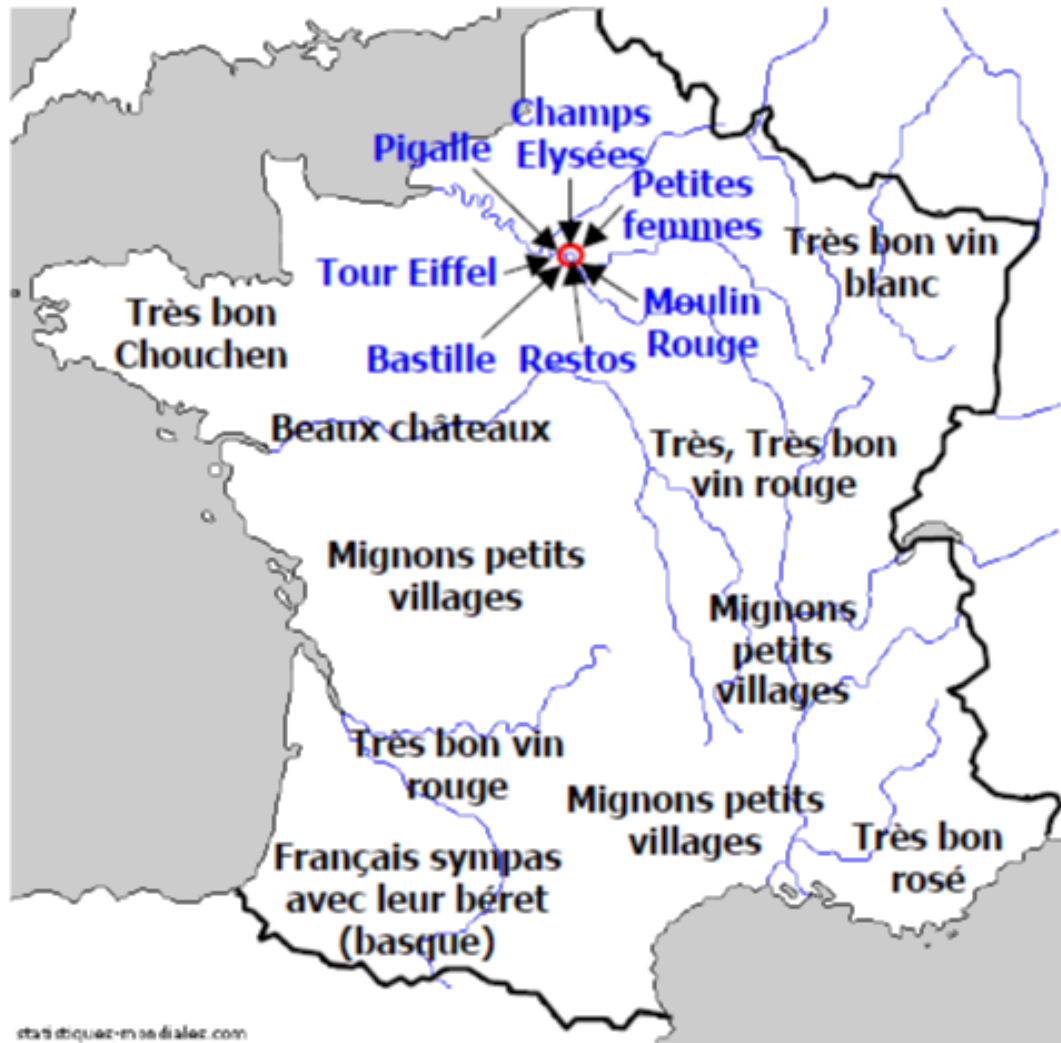 Champs
Elysées
Pigalle
Petites
femmes
Très bon vin
blanc
Tour Eiffel
Moulin
Rouge
Très bon
Chouchen
Bastille
Restos
Beaux châteaux
Très, Très bon
vin rouge
Mignons petits
villages
Mignons
petits
villages
Très bon vin
rouge
Mignons petits
villages
Très bon
rosé
Français sympas
avec leur béret
(basque)
statistiques-mondiales.com